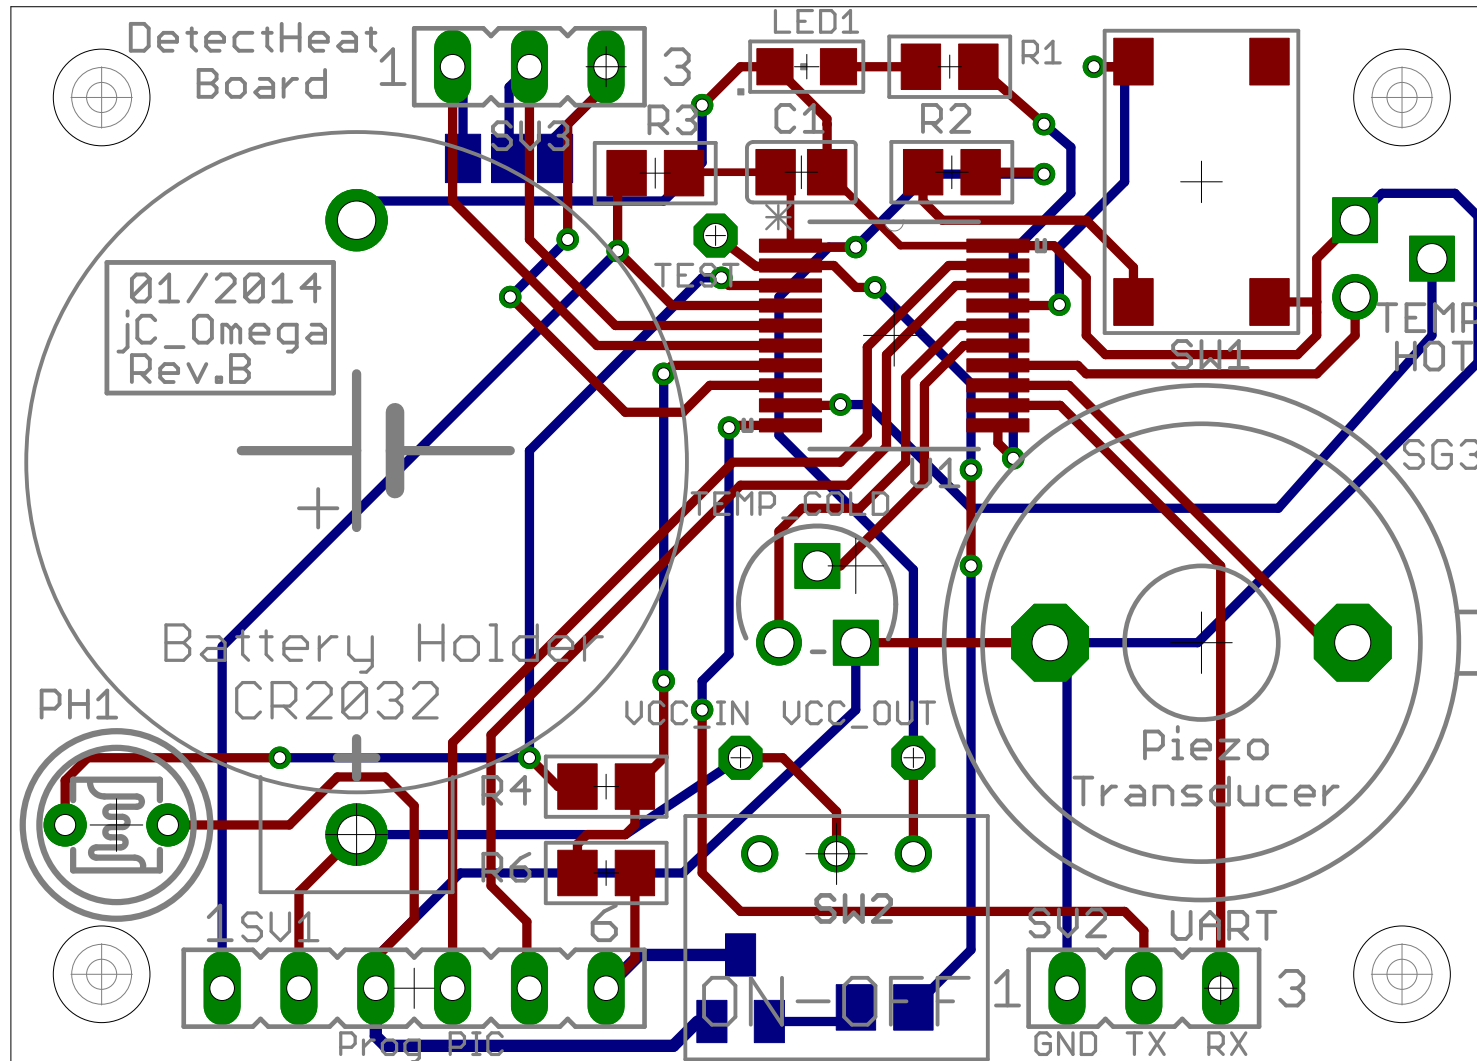 DetectHeat
Board
1
3
SV3
LED1
R1
R3
C1
R2
TEST
01/2014
jC_Omega
Rev.B
SW1
TEMP
HOT
U1
SG3
TEMP_COLD
+
-
Battery Holder
CR2032
PH1
VCC_IN
VCC_OUT
Piezo
Transducer
R4
R6
SW2
1
SV1
6
Prog PIC
ON-OFF
SV2
UART
1
3
GND
TX
RX